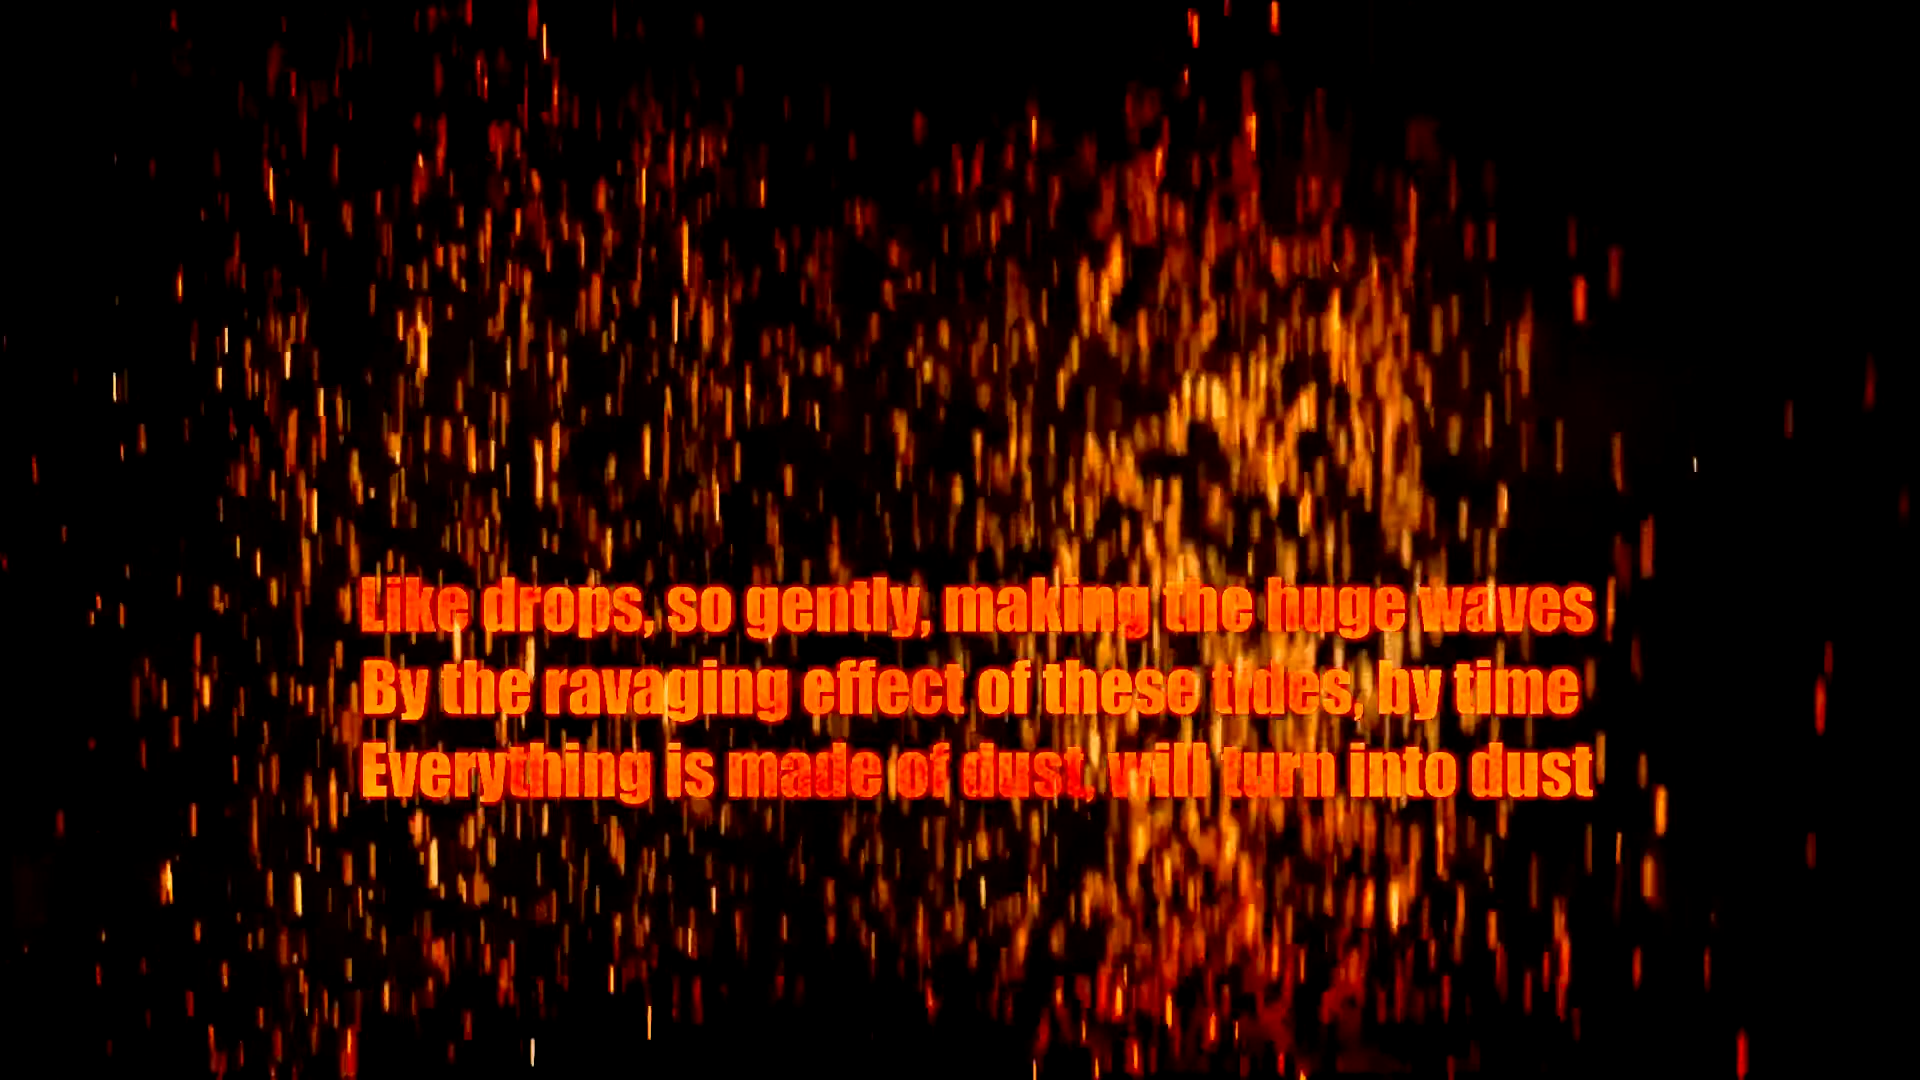 Like drops, so gently, making the huge waves
By the ravaging effect of these tides, by time
Everything is made of dust, will turn into dust